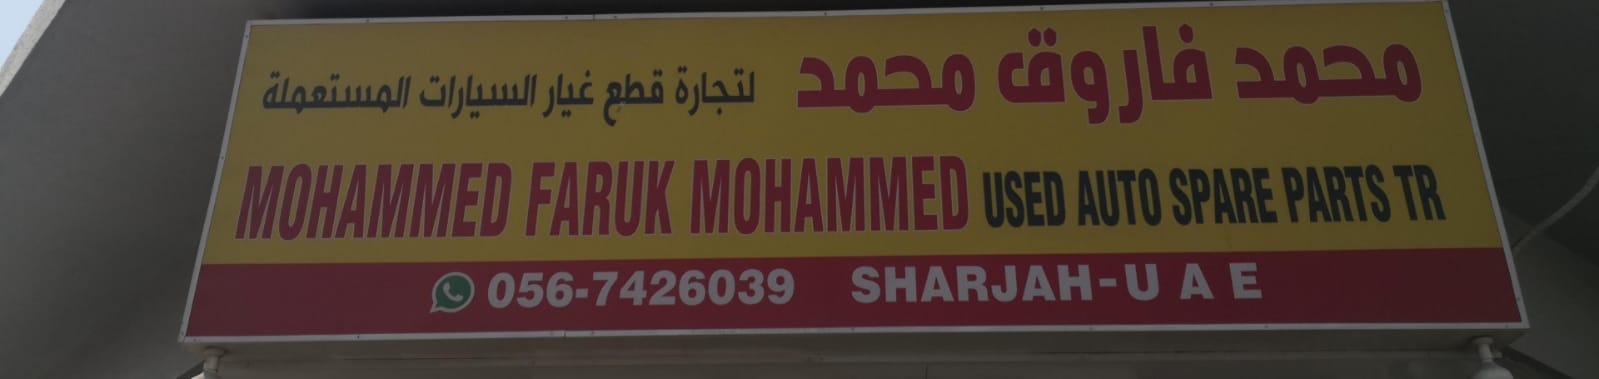 محمد فاروق محمد لتجارة قطع غيار السيارات المستعملة
MOHAMMED FARUK MOHAMMED USED AUTO SPARE PARTS TR
056-7426039 SHARJAH-U A E